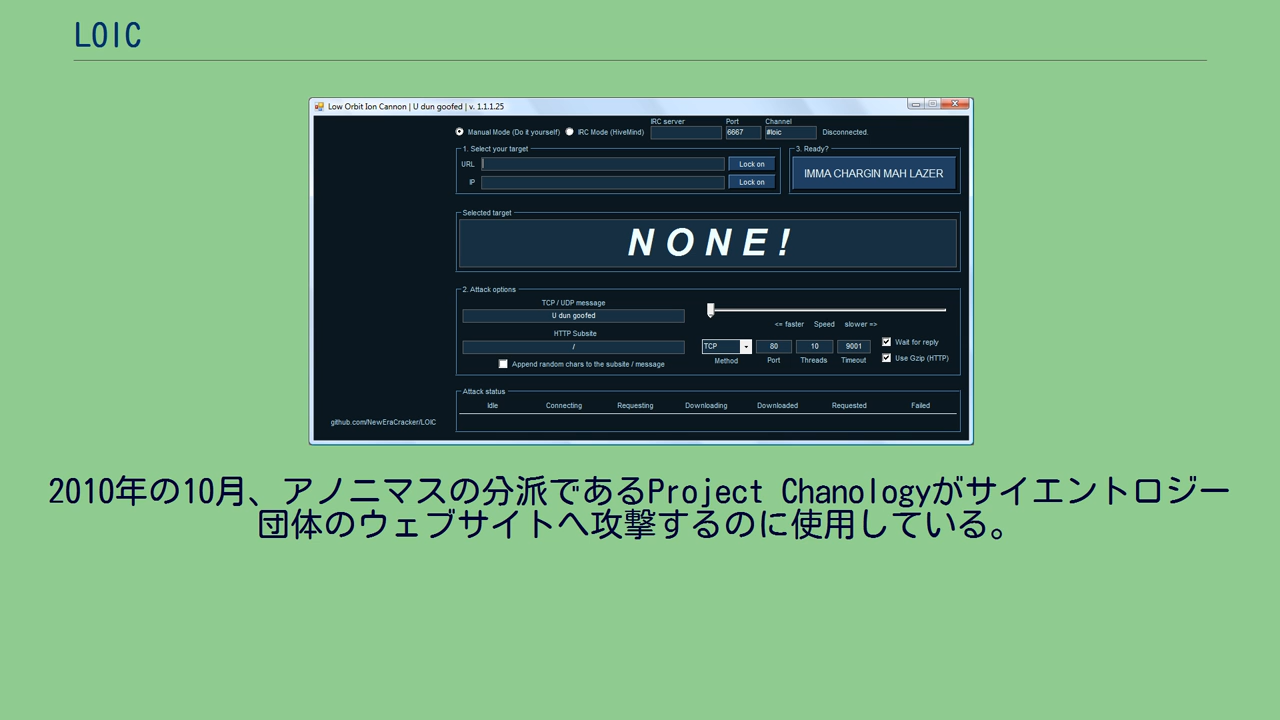 LOIC
Low Orbit Ion Cannon | U dun goofed | v. 1.1.1.25
IRC server Port Channel
Manual Mode (Do it yourself) IRC Mode (HiveMind) 6667 #loic Disconnected.
1. Select your target 3. Ready?
URL Lock on
IMMA CHARGIN MAH LAZER
IP Lock on
Selected target
NONE!
2. Attack options
TCP / UDP message
U dun goofed
<= faster Speed slower =>
HTTP Subsite
/ TCP 80 10 9001 Wait for reply
Method Port Threads Timeout Use Gzip (HTTP)
Append random chars to the subsite / message
Attack status
Idle Connecting Requesting Downloading Downloaded Requested Failed
github.com/NewEraCracker/LOIC
2010年の10月、アノニマスの分派であるProject Chanologyがサイエントロジー
団体のウェブサイトへ攻撃するのに使用している。